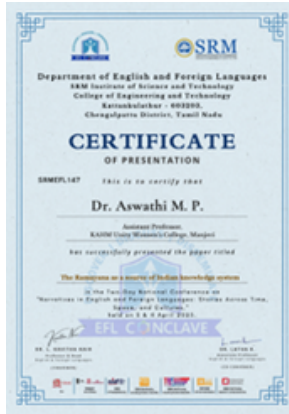 EFL CONCLAVE
SRM
Department of English and Foreign Languages
SRM Institute of Science and Technology
College of Engineering and Technology
Kattankulathur - 603203,
Chengalpattu District, Tamil Nadu
CERTIFICATE
OF PRESENTATION
SRMEFL147
This is to certify that
Dr. Aswathi M. P.
Assistant Professor,
KAHM Unity Women's College, Manjeri
has successfully presented the paper titled
The Ramayana as a source of Indian knowledge system
in the Two-Day National Conference on
"Narratives in English and Foreign Languages: Stories Across Time,
Space, and Cultures."
held on 3 & 4 April 2025.
EFL CONCLAVE